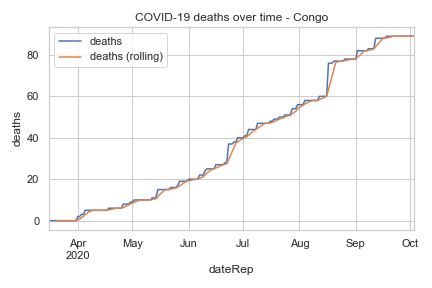 COVID-19 deaths over time - Congo
deaths
deaths (rolling)
80
60
40
20
0
deaths
Apr May Jun Jul Aug Sep Oct
2020
dateRep